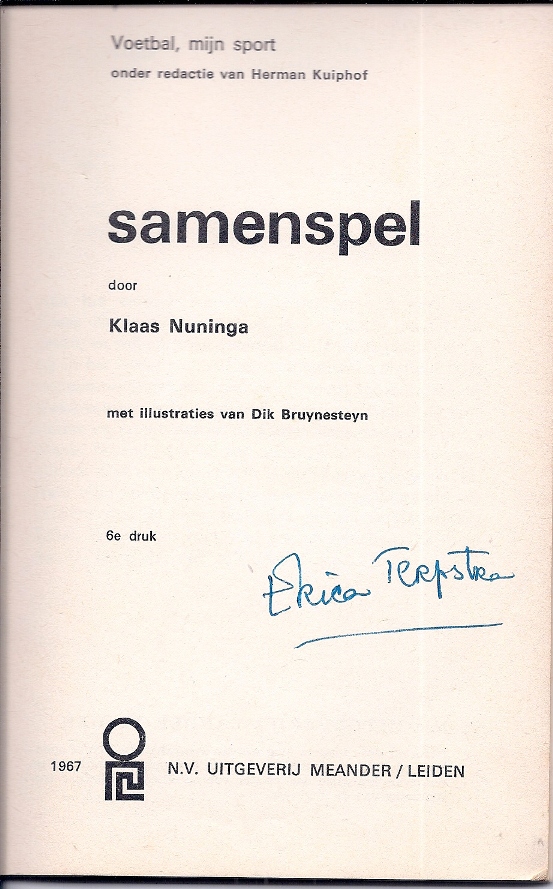 Voetbal, mijn sport
onder redactie van Herman Kuiphof
samenspel
door
Klaas Nuninga
met illustraties van Dik Bruynesteyn
6e druk
Erica Terpstra
1967 N.V. UITGEVERIJ MEANDER / LEIDEN